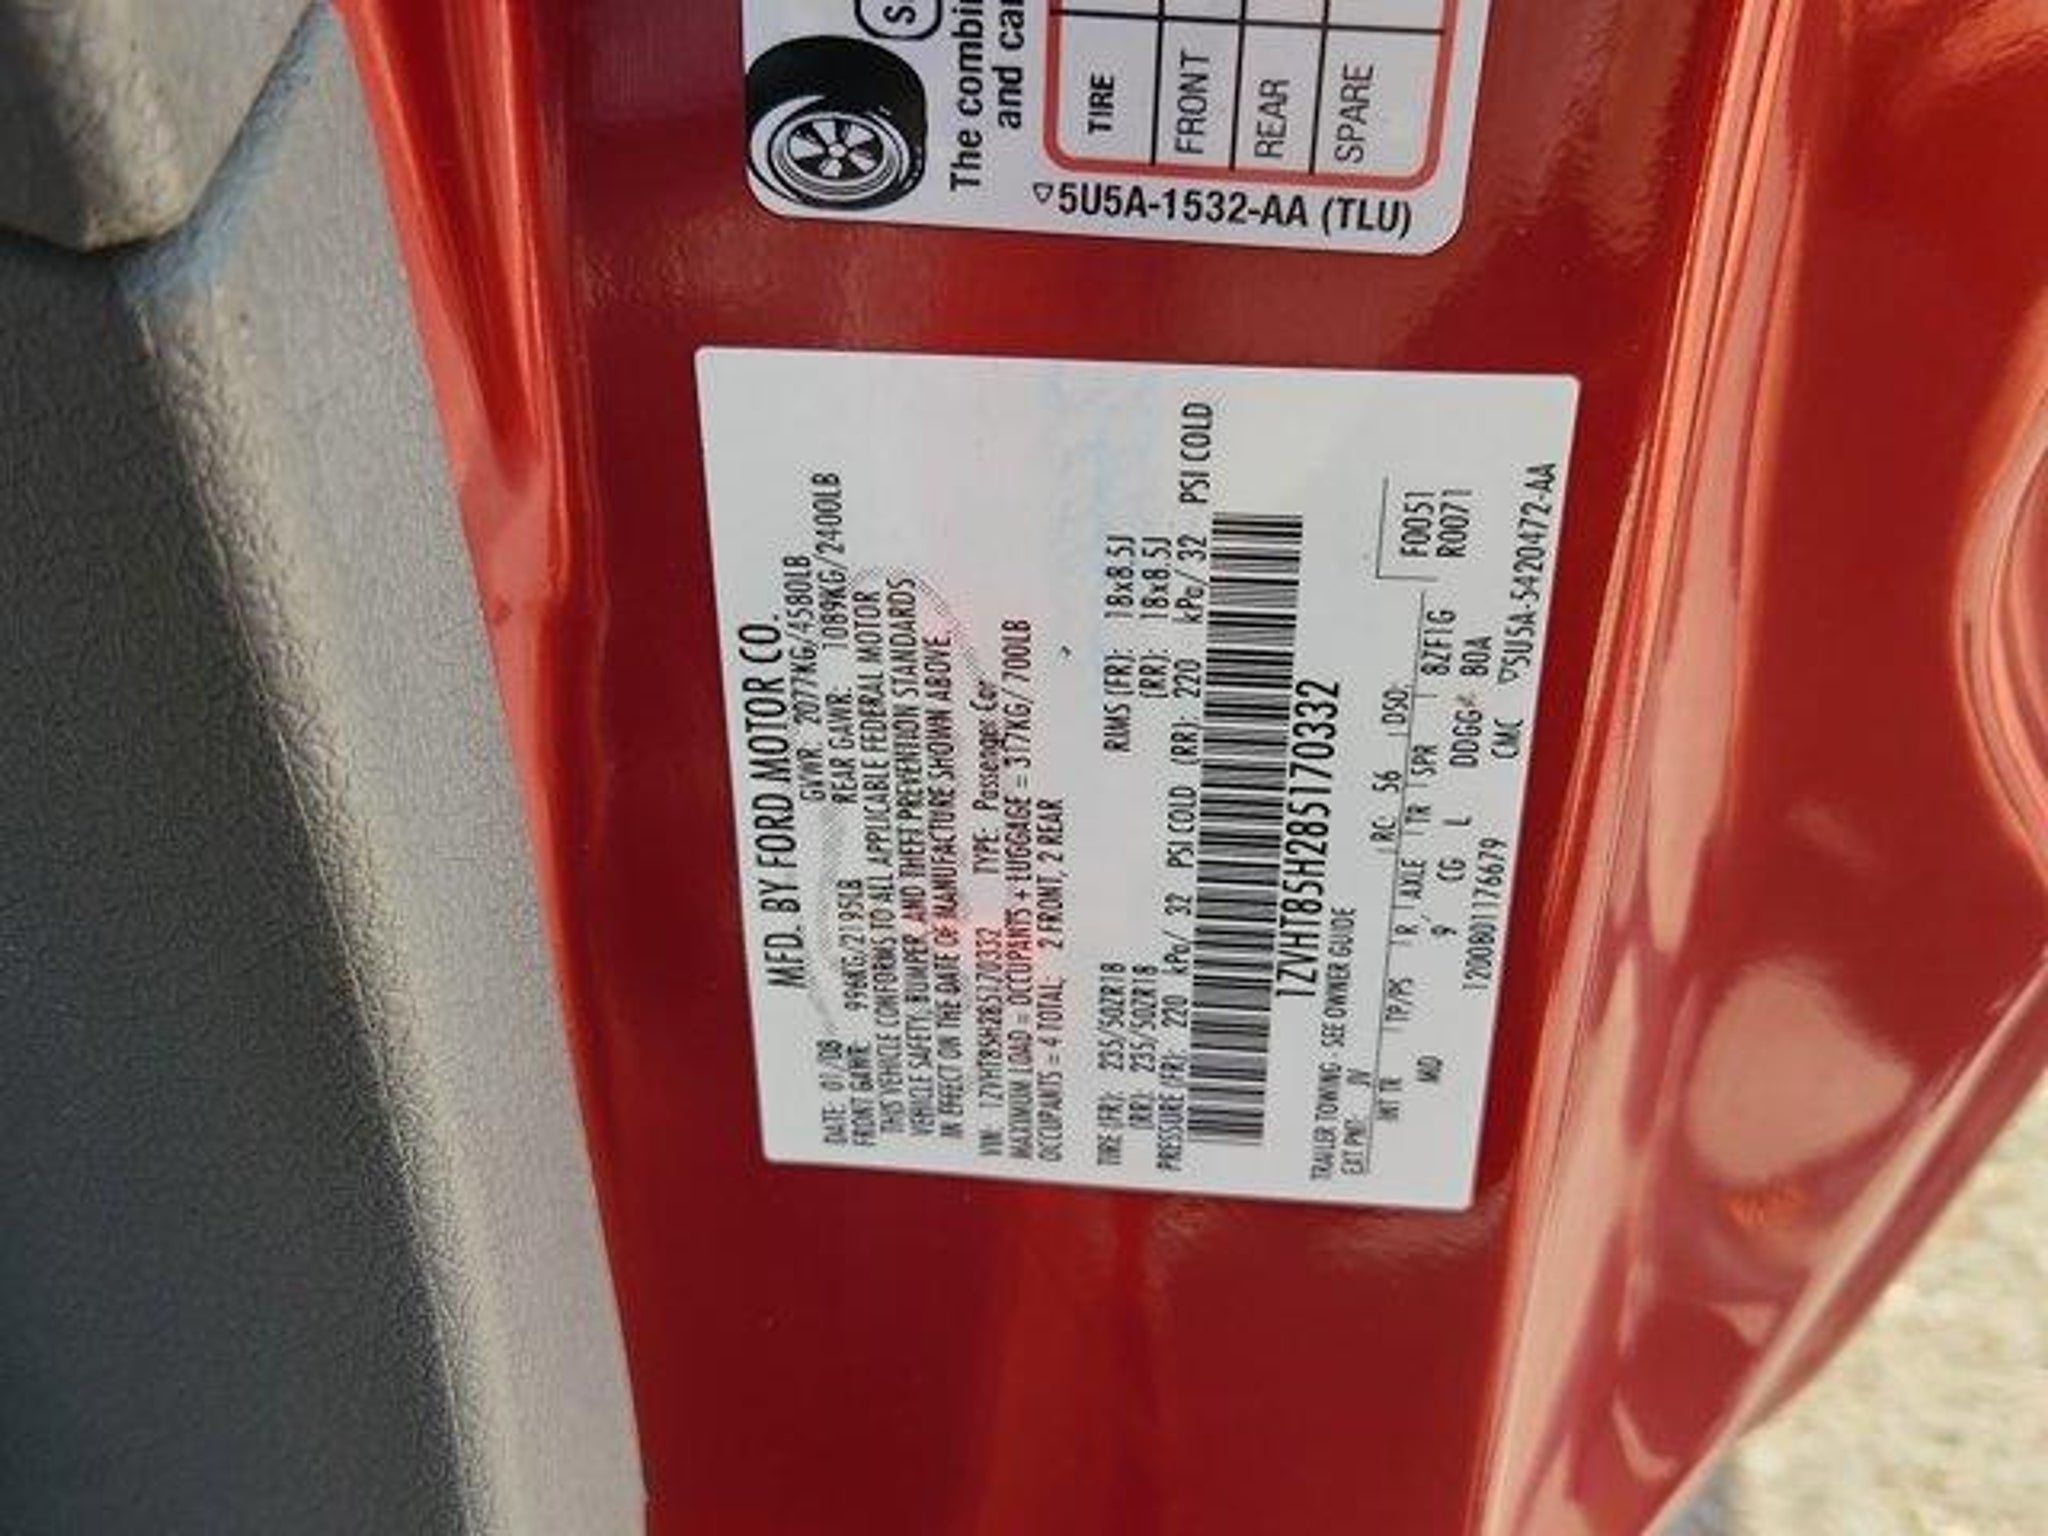 The combin
and ca
TIRE
FRONT
REAR
SPARE
5U5A-1532-AA (TLU)
MFD. BY FORD MOTOR CO.
DATE: 01/08 GVWR: 2077KG/4580LB
FRONT GAWR: 996KG/2195LB REAR GAWR: 1089KG/2400LB
THIS VEHICLE CONFORMS TO ALL APPLICABLE FEDERAL MOTOR
VEHICLE SAFETY, BUMPER, AND THEFT PREVENTION STANDARDS
IN EFFECT ON THE DATE OF MANUFACTURE SHOWN ABOVE.
VIN: 1ZVHT85H285170332 TYPE: Passenger Car
MAXIMUM LOAD = OCCUPANTS + LUGGAGE = 317KG/700LB
OCCUPANTS = 4 TOTAL, 2 FRONT, 2 REAR
TIRE (FR): 235/50ZR18 RIMS (FR): 18x8.5J
(RR): 235/50ZR18 (RR): 18x8.5J
PRESSURE (FR): 220 kPa/ 32 PSI COLD (RR): 220 kPa/ 32 PSI COLD
1ZVHT85H285170332
TRAILER TOWING - SEE OWNER GUIDE
EXT PNT: JV RC: 56 DSO: F0051
INT TR TP/PS R AXLE TR SPR 8ZF1G R0071
MD 9 CG L DDGG BOA
1200801176679 CMC 5U5A-5420472-AA